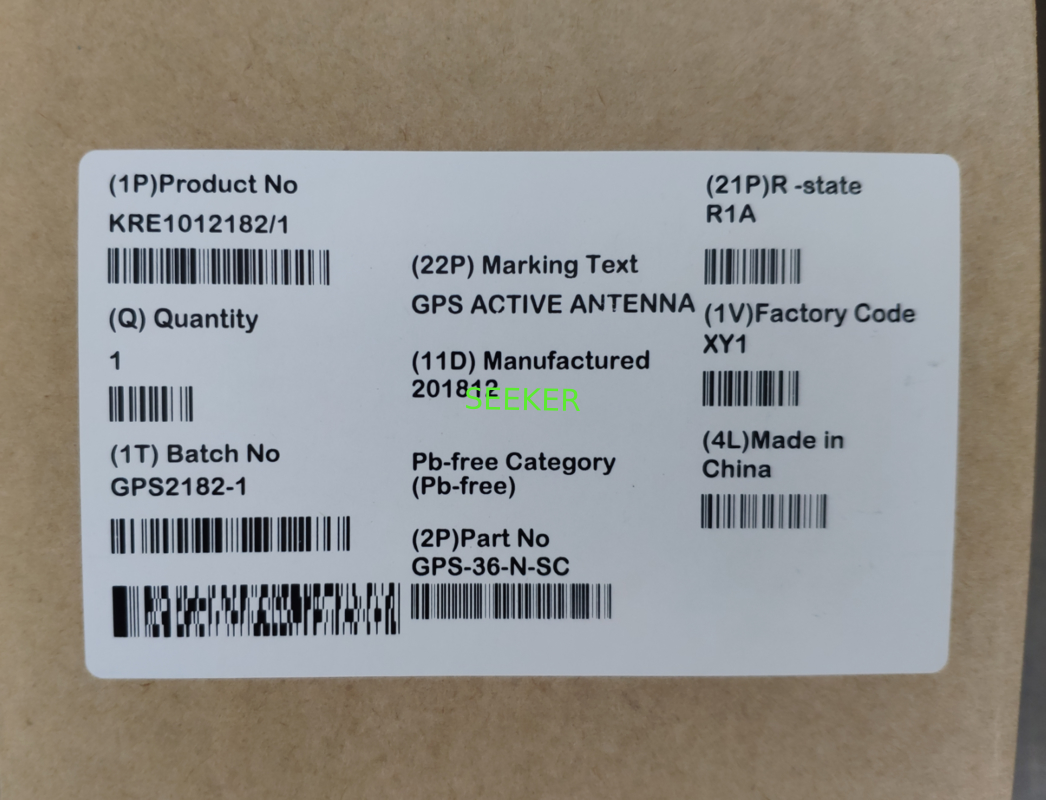 (1P)Product No
KRE1012182/1
(Q) Quantity
1
(1T) Batch No
GPS2182-1
(22P) Marking Text
GPS ACTIVE ANTENNA
(11D) Manufactured
201812
SEEKER
Pb-free Category
(Pb-free)
(2P)Part No
GPS-36-N-SC
(21P)R -state
R1A
(1V)Factory Code
XY1
(4L)Made in
China